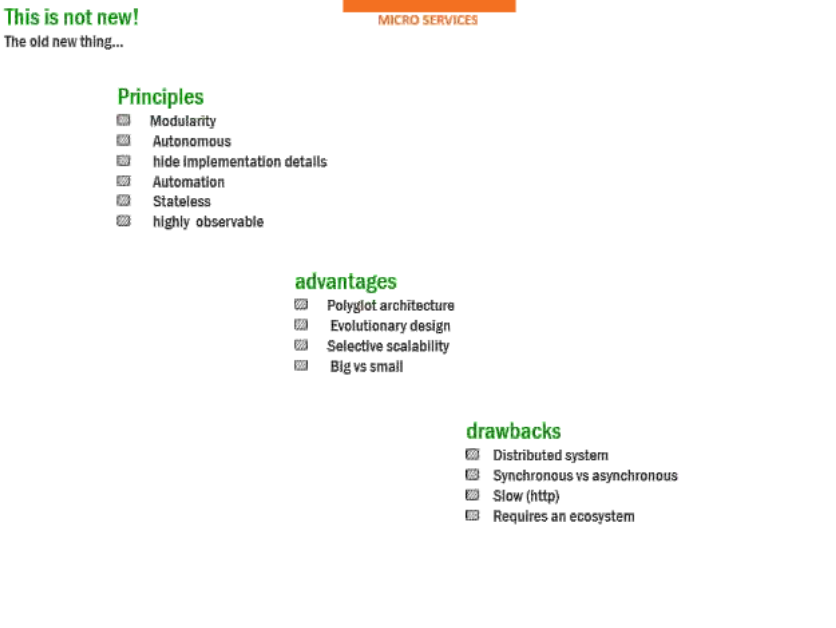 This is not new!
MICRO SERVICES
The old new thing...
Principles
Modularity
Autonomous
hide implementation details
Automation
Stateless
highly observable
advantages
Polyglot architecture
Evolutionary design
Selective scalability
Big vs small
drawbacks
Distributed system
Synchronous vs asynchronous
Slow (http)
Requires an ecosystem